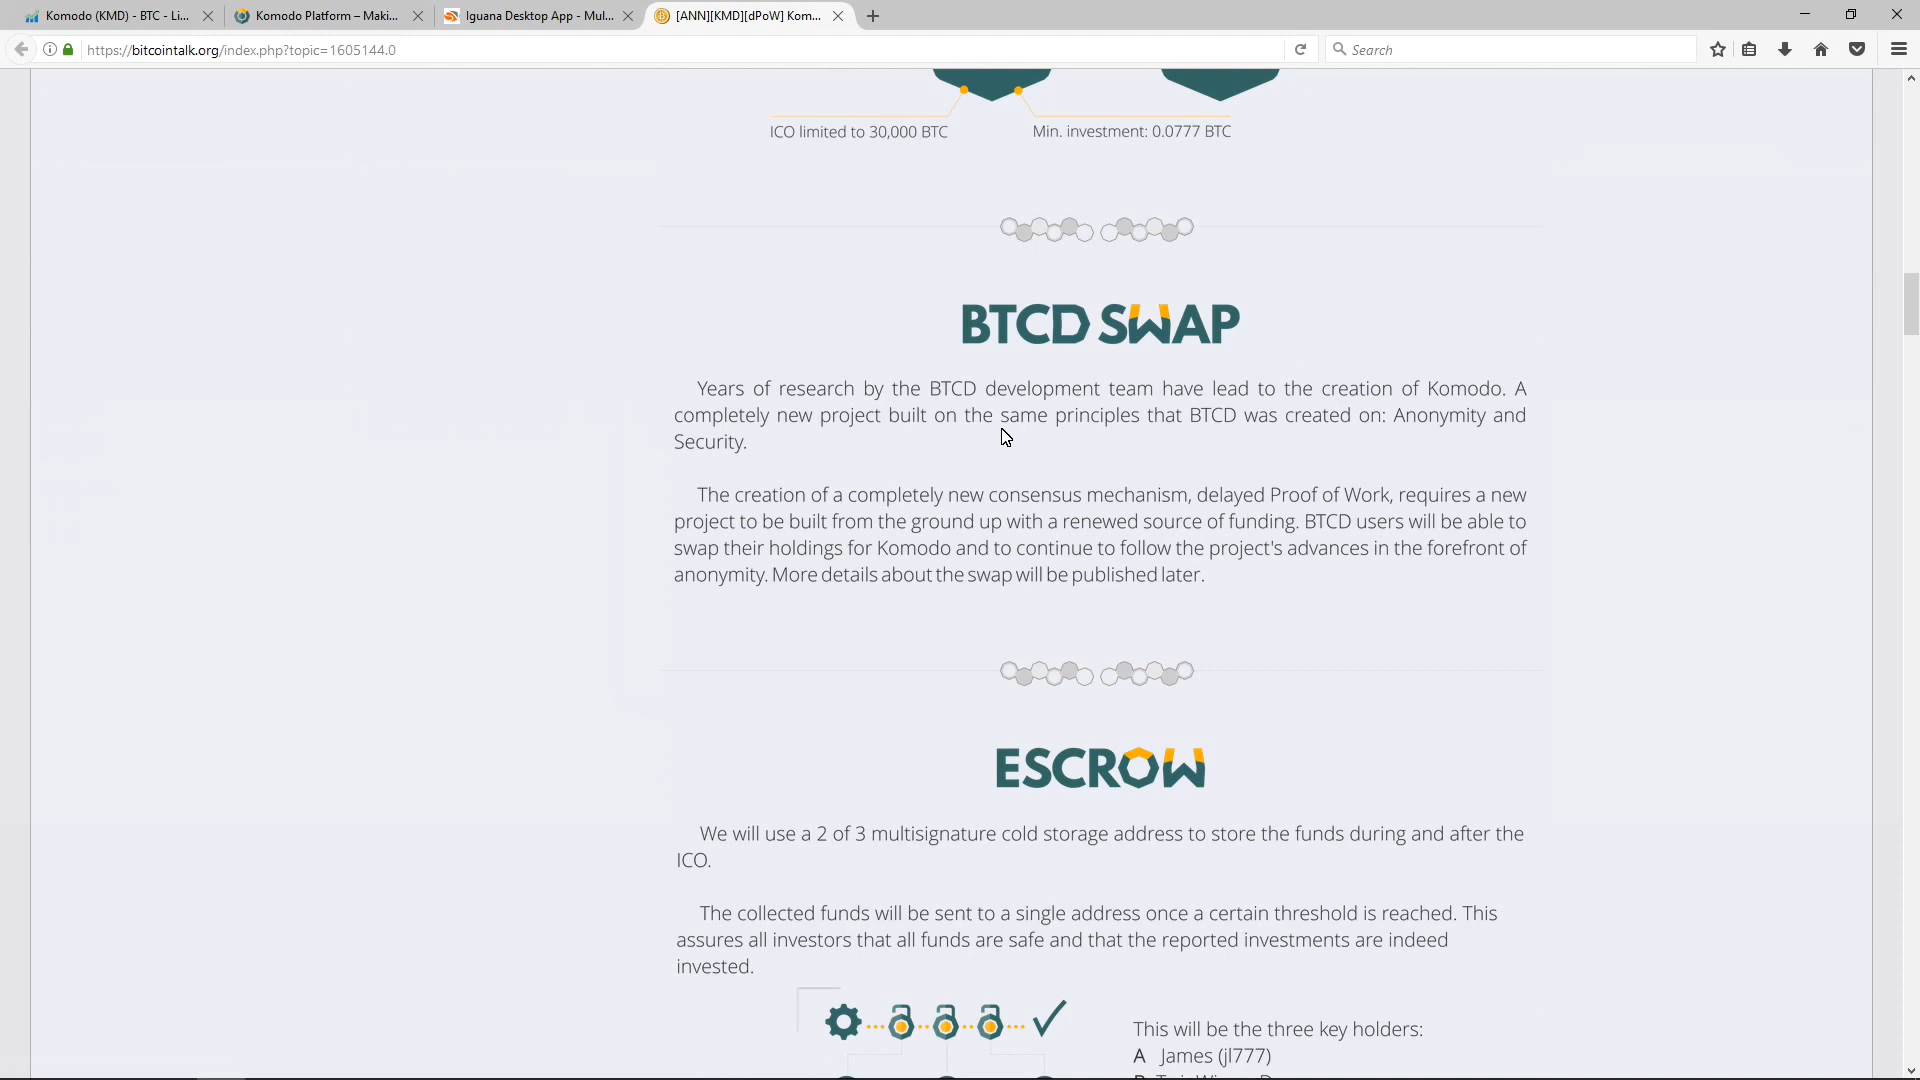 Komodo (KMD) - BTC - Li...
Komodo Platform – Maki...
Iguana Desktop App - Mul...
[ANN][KMD][dPoW] Kom...
https://bitcointalk.org/index.php?topic=1605144.0
Search
ICO limited to 30,000 BTC
Min. investment: 0.0777 BTC
BTCD SWAP
Years of research by the BTCD development team have lead to the creation of Komodo. A
completely new project built on the same principles that BTCD was created on: Anonymity and
Security.
The creation of a completely new consensus mechanism, delayed Proof of Work, requires a new
project to be built from the ground up with a renewed source of funding. BTCD users will be able to
swap their holdings for Komodo and to continue to follow the project's advances in the forefront of
anonymity. More details about the swap will be published later.
ESCROW
We will use a 2 of 3 multisignature cold storage address to store the funds during and after the
ICO.
The collected funds will be sent to a single address once a certain threshold is reached. This
assures all investors that all funds are safe and that the reported investments are indeed
invested.
This will be the three key holders:
A James (jl777)